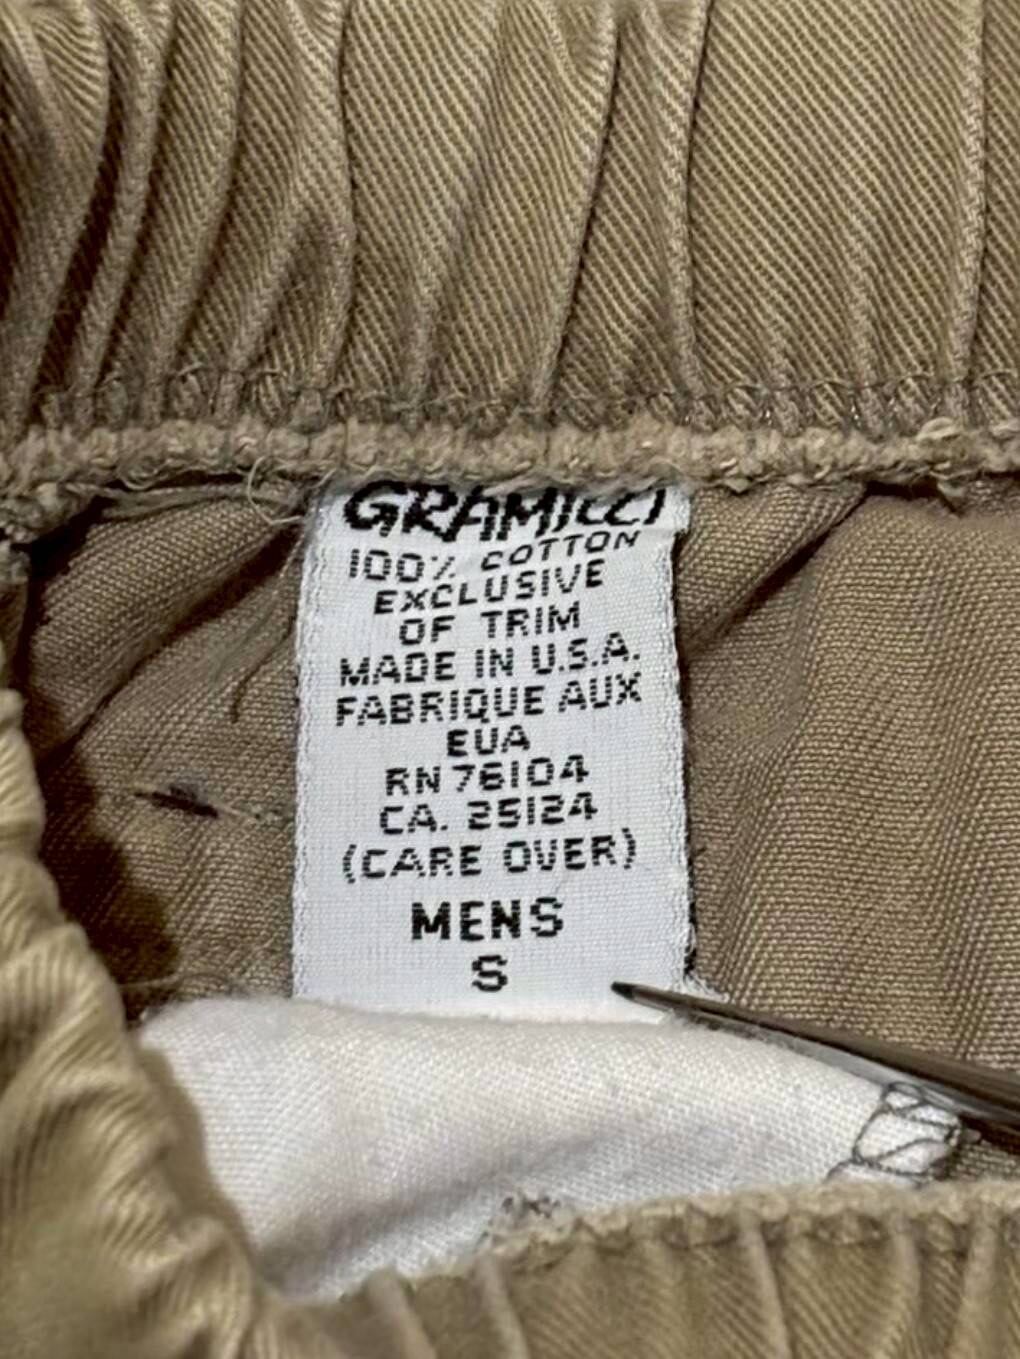 GRAMICCI
100% COTTON
EXCLUSIVE
OF TRIM
MADE IN U.S.A.
FABRIQUE AUX
EUA
RN 76104
CA. 25124
(CARE OVER)
MENS
S